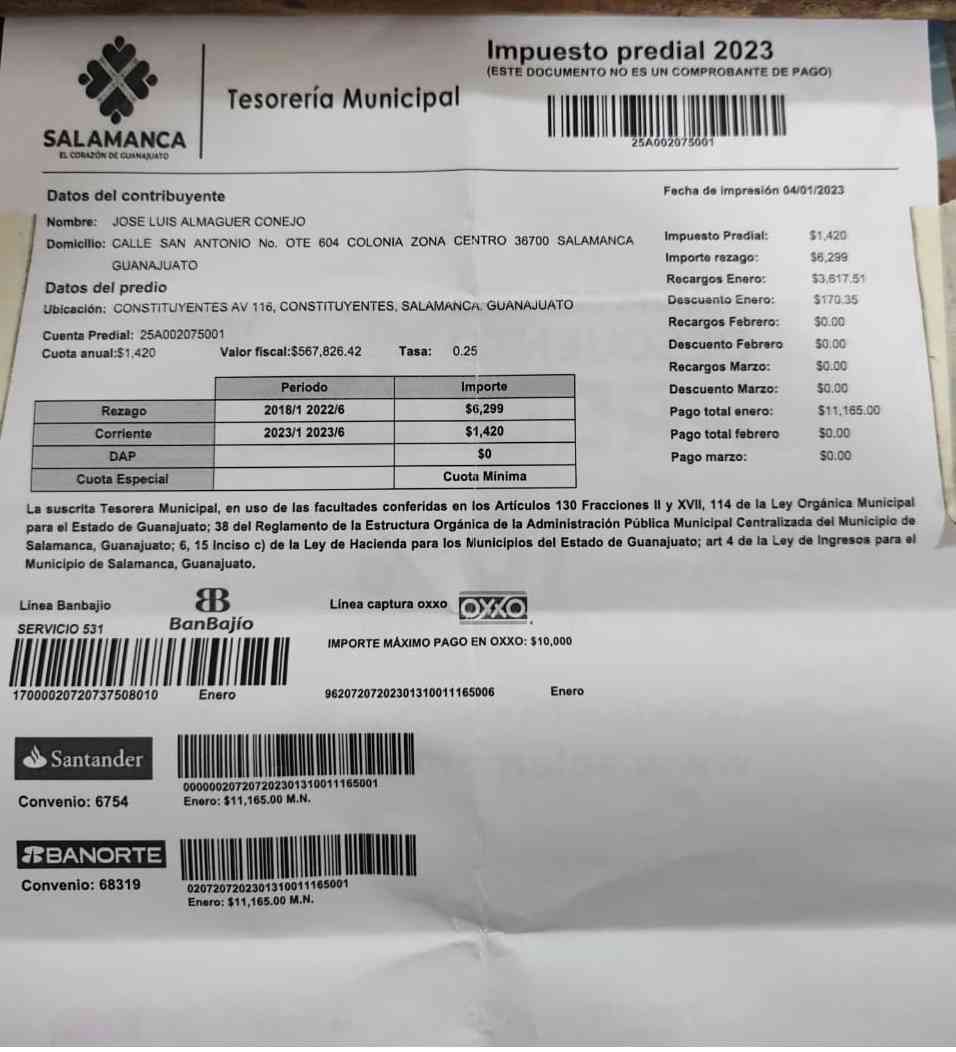 Impuesto predial 2023
(ESTE DOCUMENTO NO ES UN COMPROBANTE DE PAGO)
Tesorería Municipal
SALAMANCA
EL CORAZÓN DE GUANAJUATO
25A002075001
Fecha de impresión 04/01/2023
Datos del contribuyente
Nombre: JOSE LUIS ALMAGUER CONEJO
Domicilio: CALLE SAN ANTONIO No. OTE 604 COLONIA ZONA CENTRO 36700 SALAMANCA
GUANAJUATO
Datos del predio
Ubicación: CONSTITUYENTES AV 116, CONSTITUYENTES, SALAMANCA, GUANAJUATO
Cuenta Predial: 25A002075001
Cuota anual:$1,420 Valor fiscal:$567,826.42 Tasa: 0.25
Impuesto Predial: $1,420
Importe rezago: $6,299
Recargos Enero: $3,617.51
Descuento Enero: $170.35
Recargos Febrero: $0.00
Descuento Febrero $0.00
Recargos Marzo: $0.00
Descuento Marzo: $0.00
Pago total enero: $11,165.00
Pago total febrero $0.00
Pago marzo: $0.00
Periodo Importe
Rezago 2018/1 2022/6 $6,299
Corriente 2023/1 2023/6 $1,420
DAP $0
Cuota Especial Cuota Mínima
La suscrita Tesorera Municipal, en uso de las facultades conferidas en los Artículos 130 Fracciones II y XVII, 114 de la Ley Orgánica Municipal
para el Estado de Guanajuato; 38 del Reglamento de la Estructura Orgánica de la Administración Pública Municipal Centralizada del Municipio de
Salamanca, Guanajuato; 6, 15 Inciso c) de la Ley de Hacienda para los Municipios del Estado de Guanajuato; art 4 de la Ley de Ingresos para el
Municipio de Salamanca, Guanajuato.
Línea Banbajio
SERVICIO 531
BanBajío
Línea captura oxxo OXXO
IMPORTE MÁXIMO PAGO EN OXXO: $10,000
17000020720737508010 Enero
96207207202301310011165006 Enero
Santander
Convenio: 6754
000000207207202301310011165001
Enero: $11,165.00 M.N.
BANORTE
Convenio: 68319
0207207202301310011165001
Enero: $11,165.00 M.N.